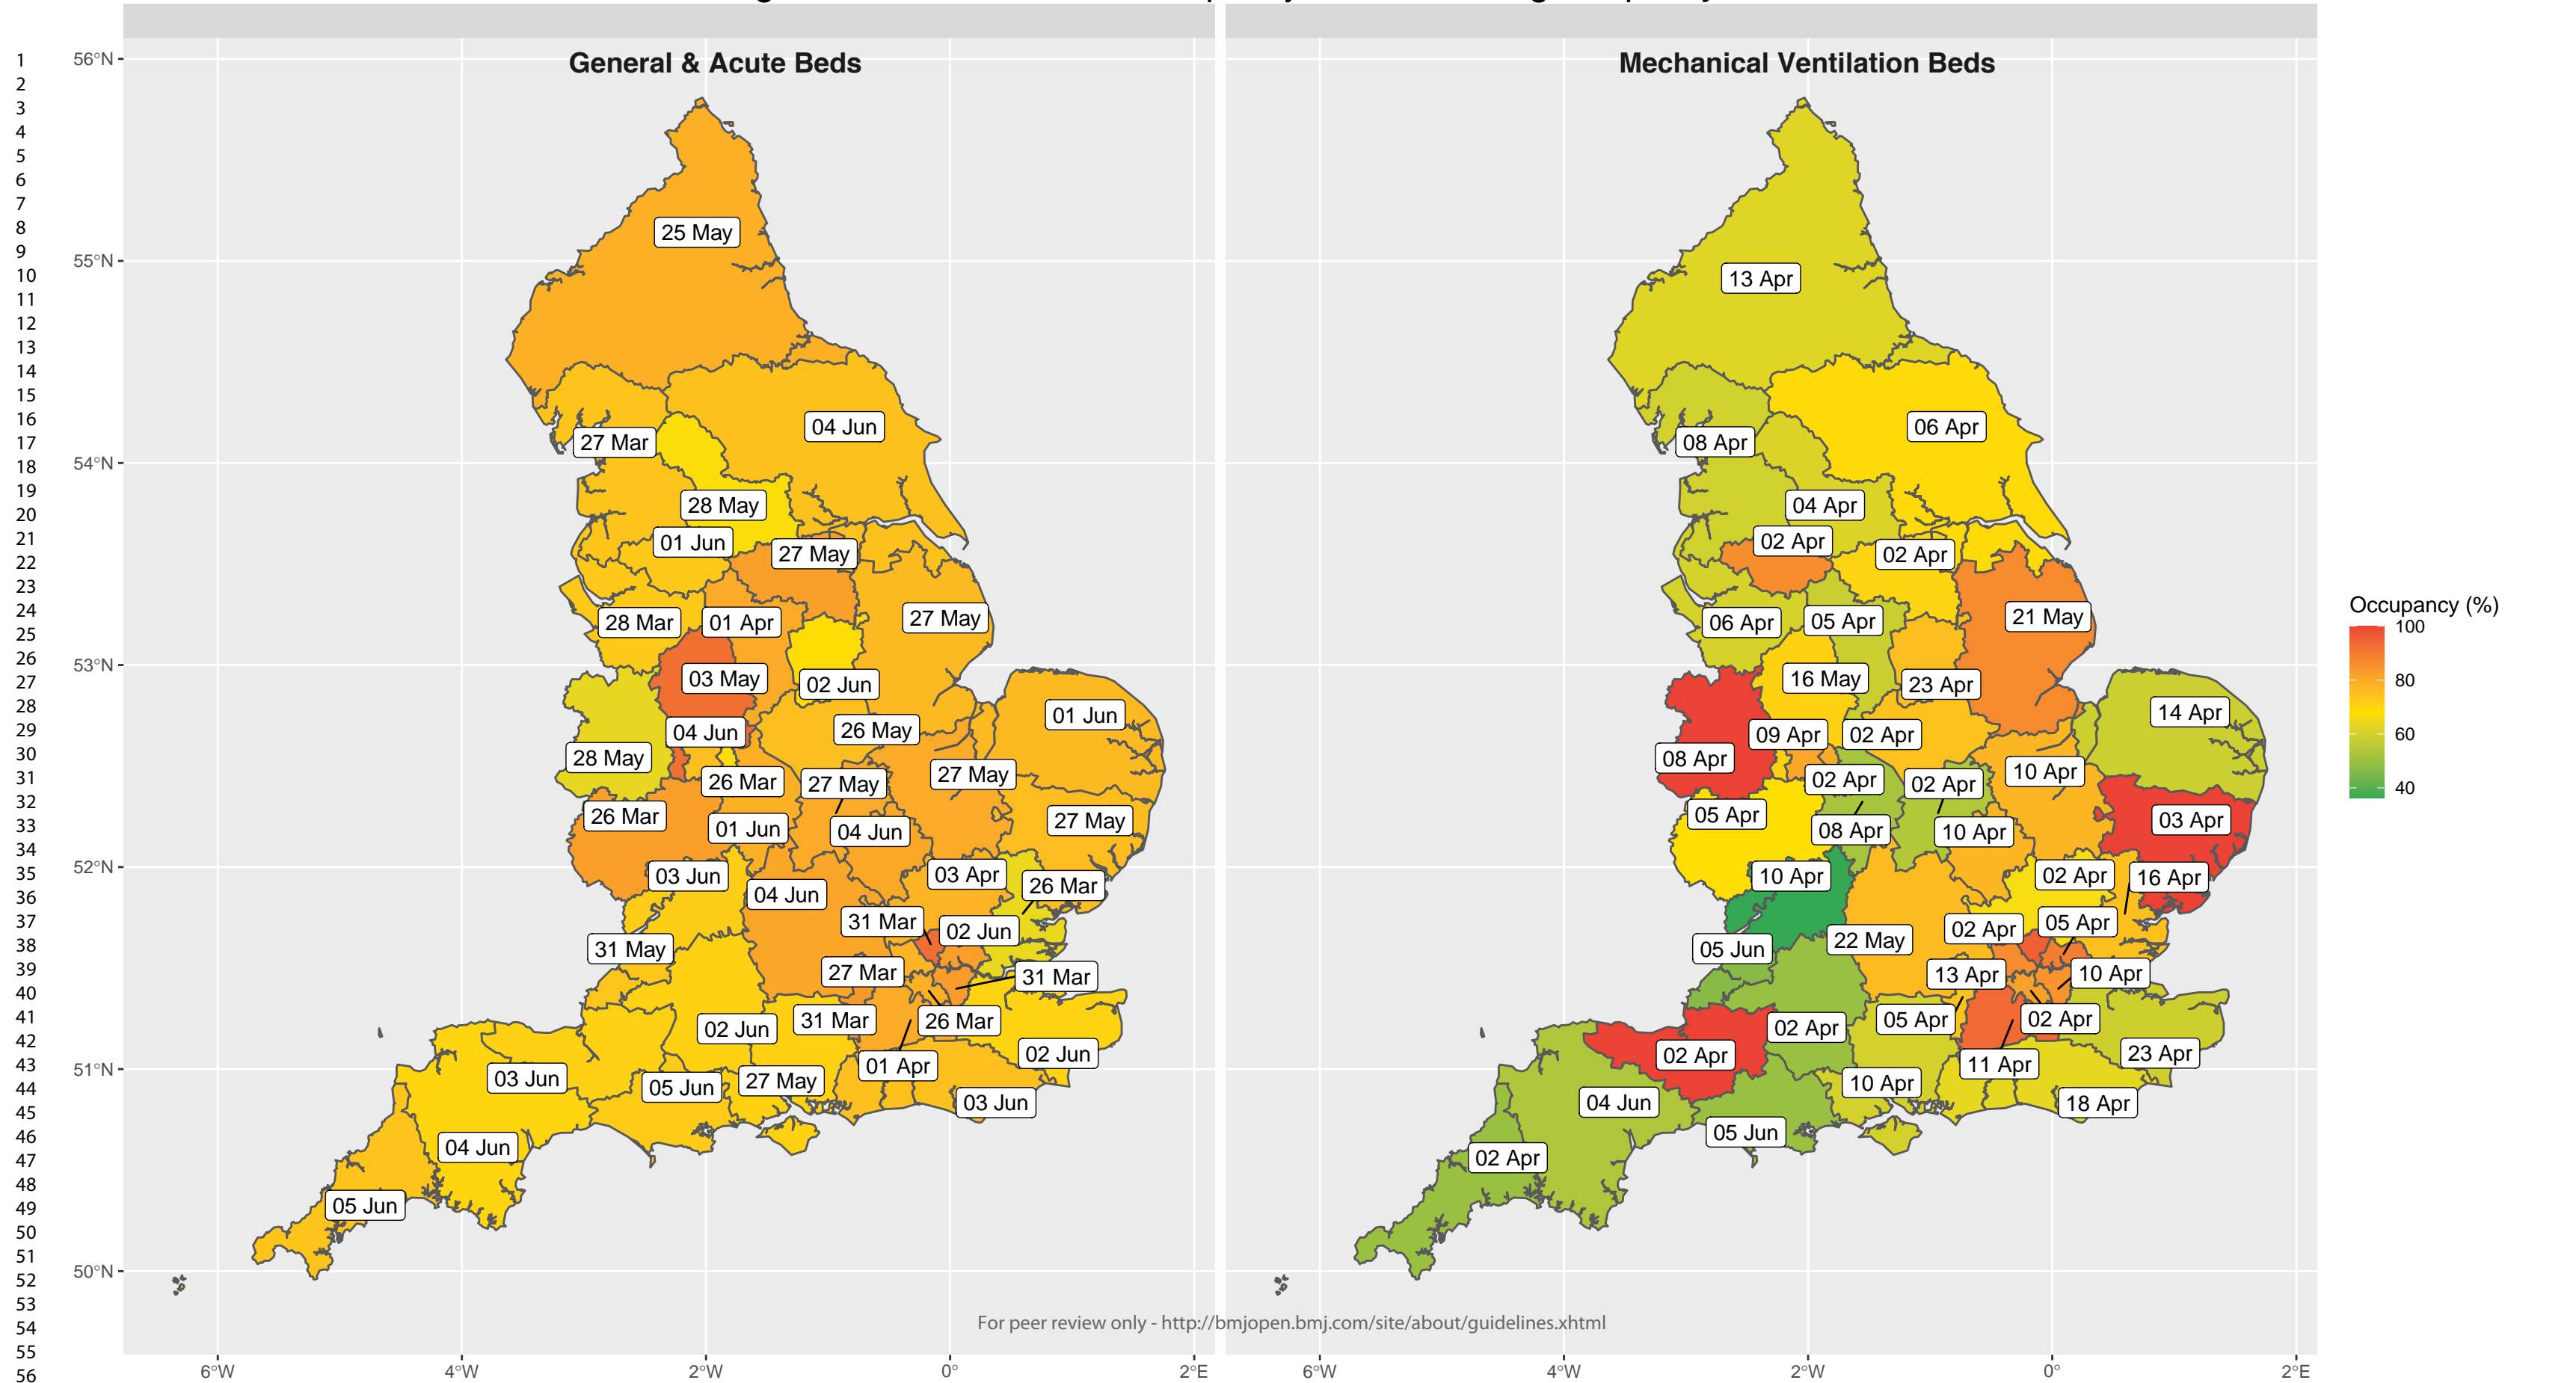 General & Acute Beds
Mechanical Ventilation Beds
1
2
3
4
5
6
7
8
9
10
11
12
13
14
15
16
17
18
19
20
21
22
23
24
25
26
27
28
29
30
31
32
33
34
35
36
37
38
39
40
41
42
43
44
45
46
47
48
49
50
51
52
53
54
55
56
56°N
55°N
54°N
53°N
52°N
51°N
50°N
25 May
04 Jun
27 Mar
28 May
01 Jun
27 May
28 Mar
01 Apr
27 May
03 May
02 Jun
01 Jun
04 Jun
26 May
28 May
26 Mar
27 May
27 May
26 Mar
01 Jun
04 Jun
27 May
03 Jun
04 Jun
03 Apr
26 Mar
31 Mar
02 Jun
31 May
27 Mar
31 Mar
02 Jun
31 Mar
26 Mar
02 Jun
01 Apr
03 Jun
05 Jun
27 May
03 Jun
04 Jun
05 Jun
6°W
4°W
2°W
0°
2°E
13 Apr
06 Apr
08 Apr
04 Apr
02 Apr
02 Apr
06 Apr
05 Apr
21 May
16 May
23 Apr
14 Apr
09 Apr
02 Apr
08 Apr
02 Apr
02 Apr
10 Apr
05 Apr
08 Apr
10 Apr
03 Apr
10 Apr
02 Apr
16 Apr
05 Jun
22 May
02 Apr
05 Apr
13 Apr
10 Apr
02 Apr
05 Apr
02 Apr
02 Apr
11 Apr
23 Apr
04 Jun
10 Apr
18 Apr
05 Jun
02 Apr
6°W
4°W
2°W
0°
2°E
Occupancy (%)
100
80
60
40
For peer review only - http://bmjopen.bmj.com/site/about/guidelines.xhtml